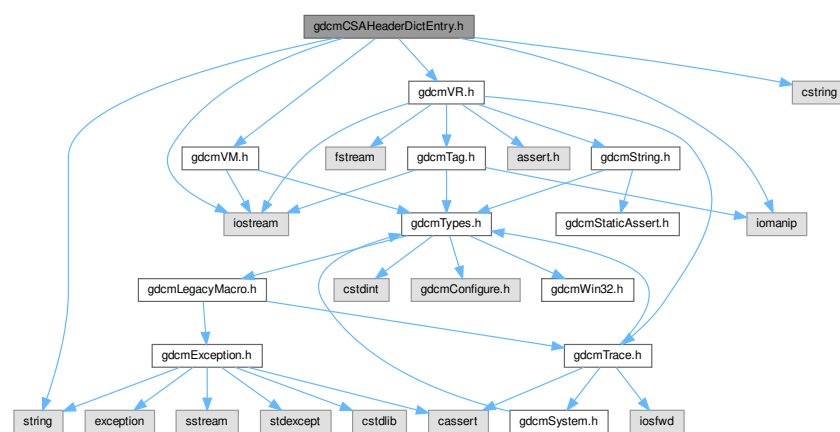 gdcmCSAHeaderDictEntry.h
cstring
gdcmVR.h
gdcmVM.h
fstream
gdcmTag.h
assert.h
gdcmString.h
iostream
gdcmTypes.h
gdcmStaticAssert.h
iomanip
gdcmLegacyMacro.h
cstdint
gdcmConfigure.h
gdcmWin32.h
gdcmException.h
gdcmTrace.h
string
exception
sstream
stdexcept
cstdlib
cassert
gdcmSystem.h
iosfwd